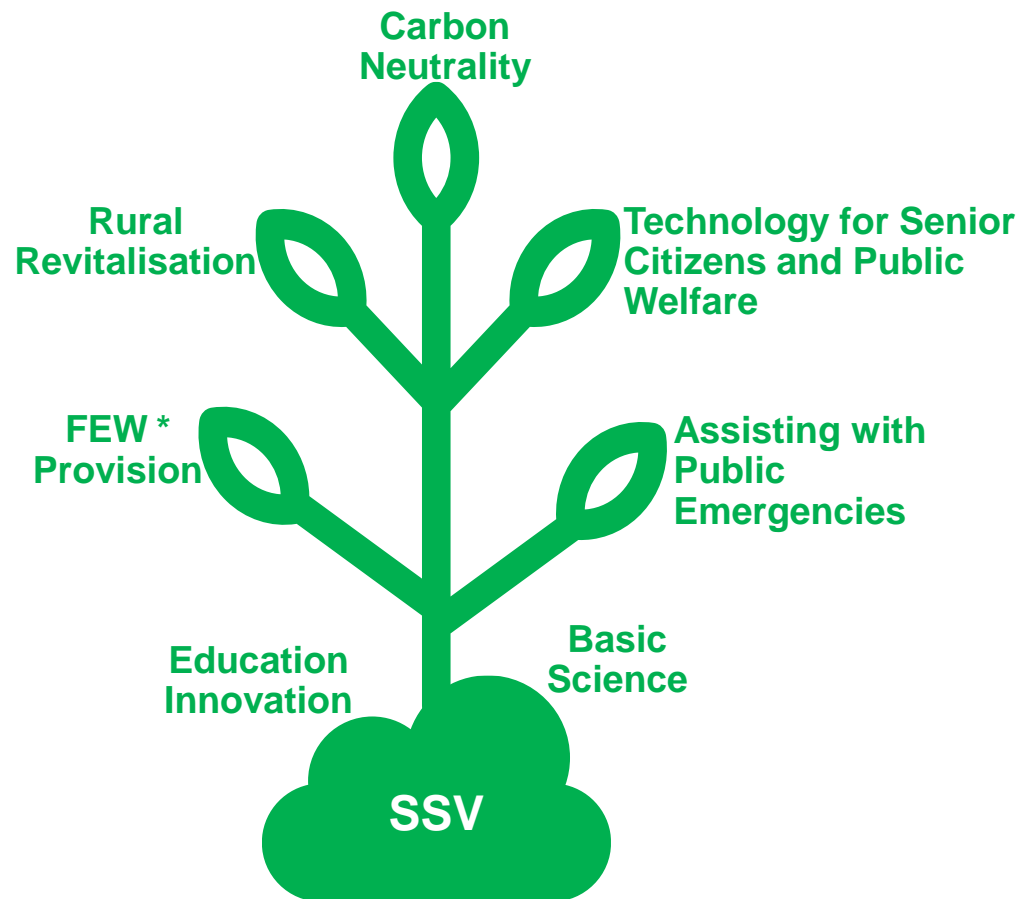 Carbon
Neutrality
Rural
Revitalisation
Technology for Senior
Citizens and Public
Welfare
FEW *
Provision
Assisting with
Public
Emergencies
Education
Innovation
Basic
Science
SSV